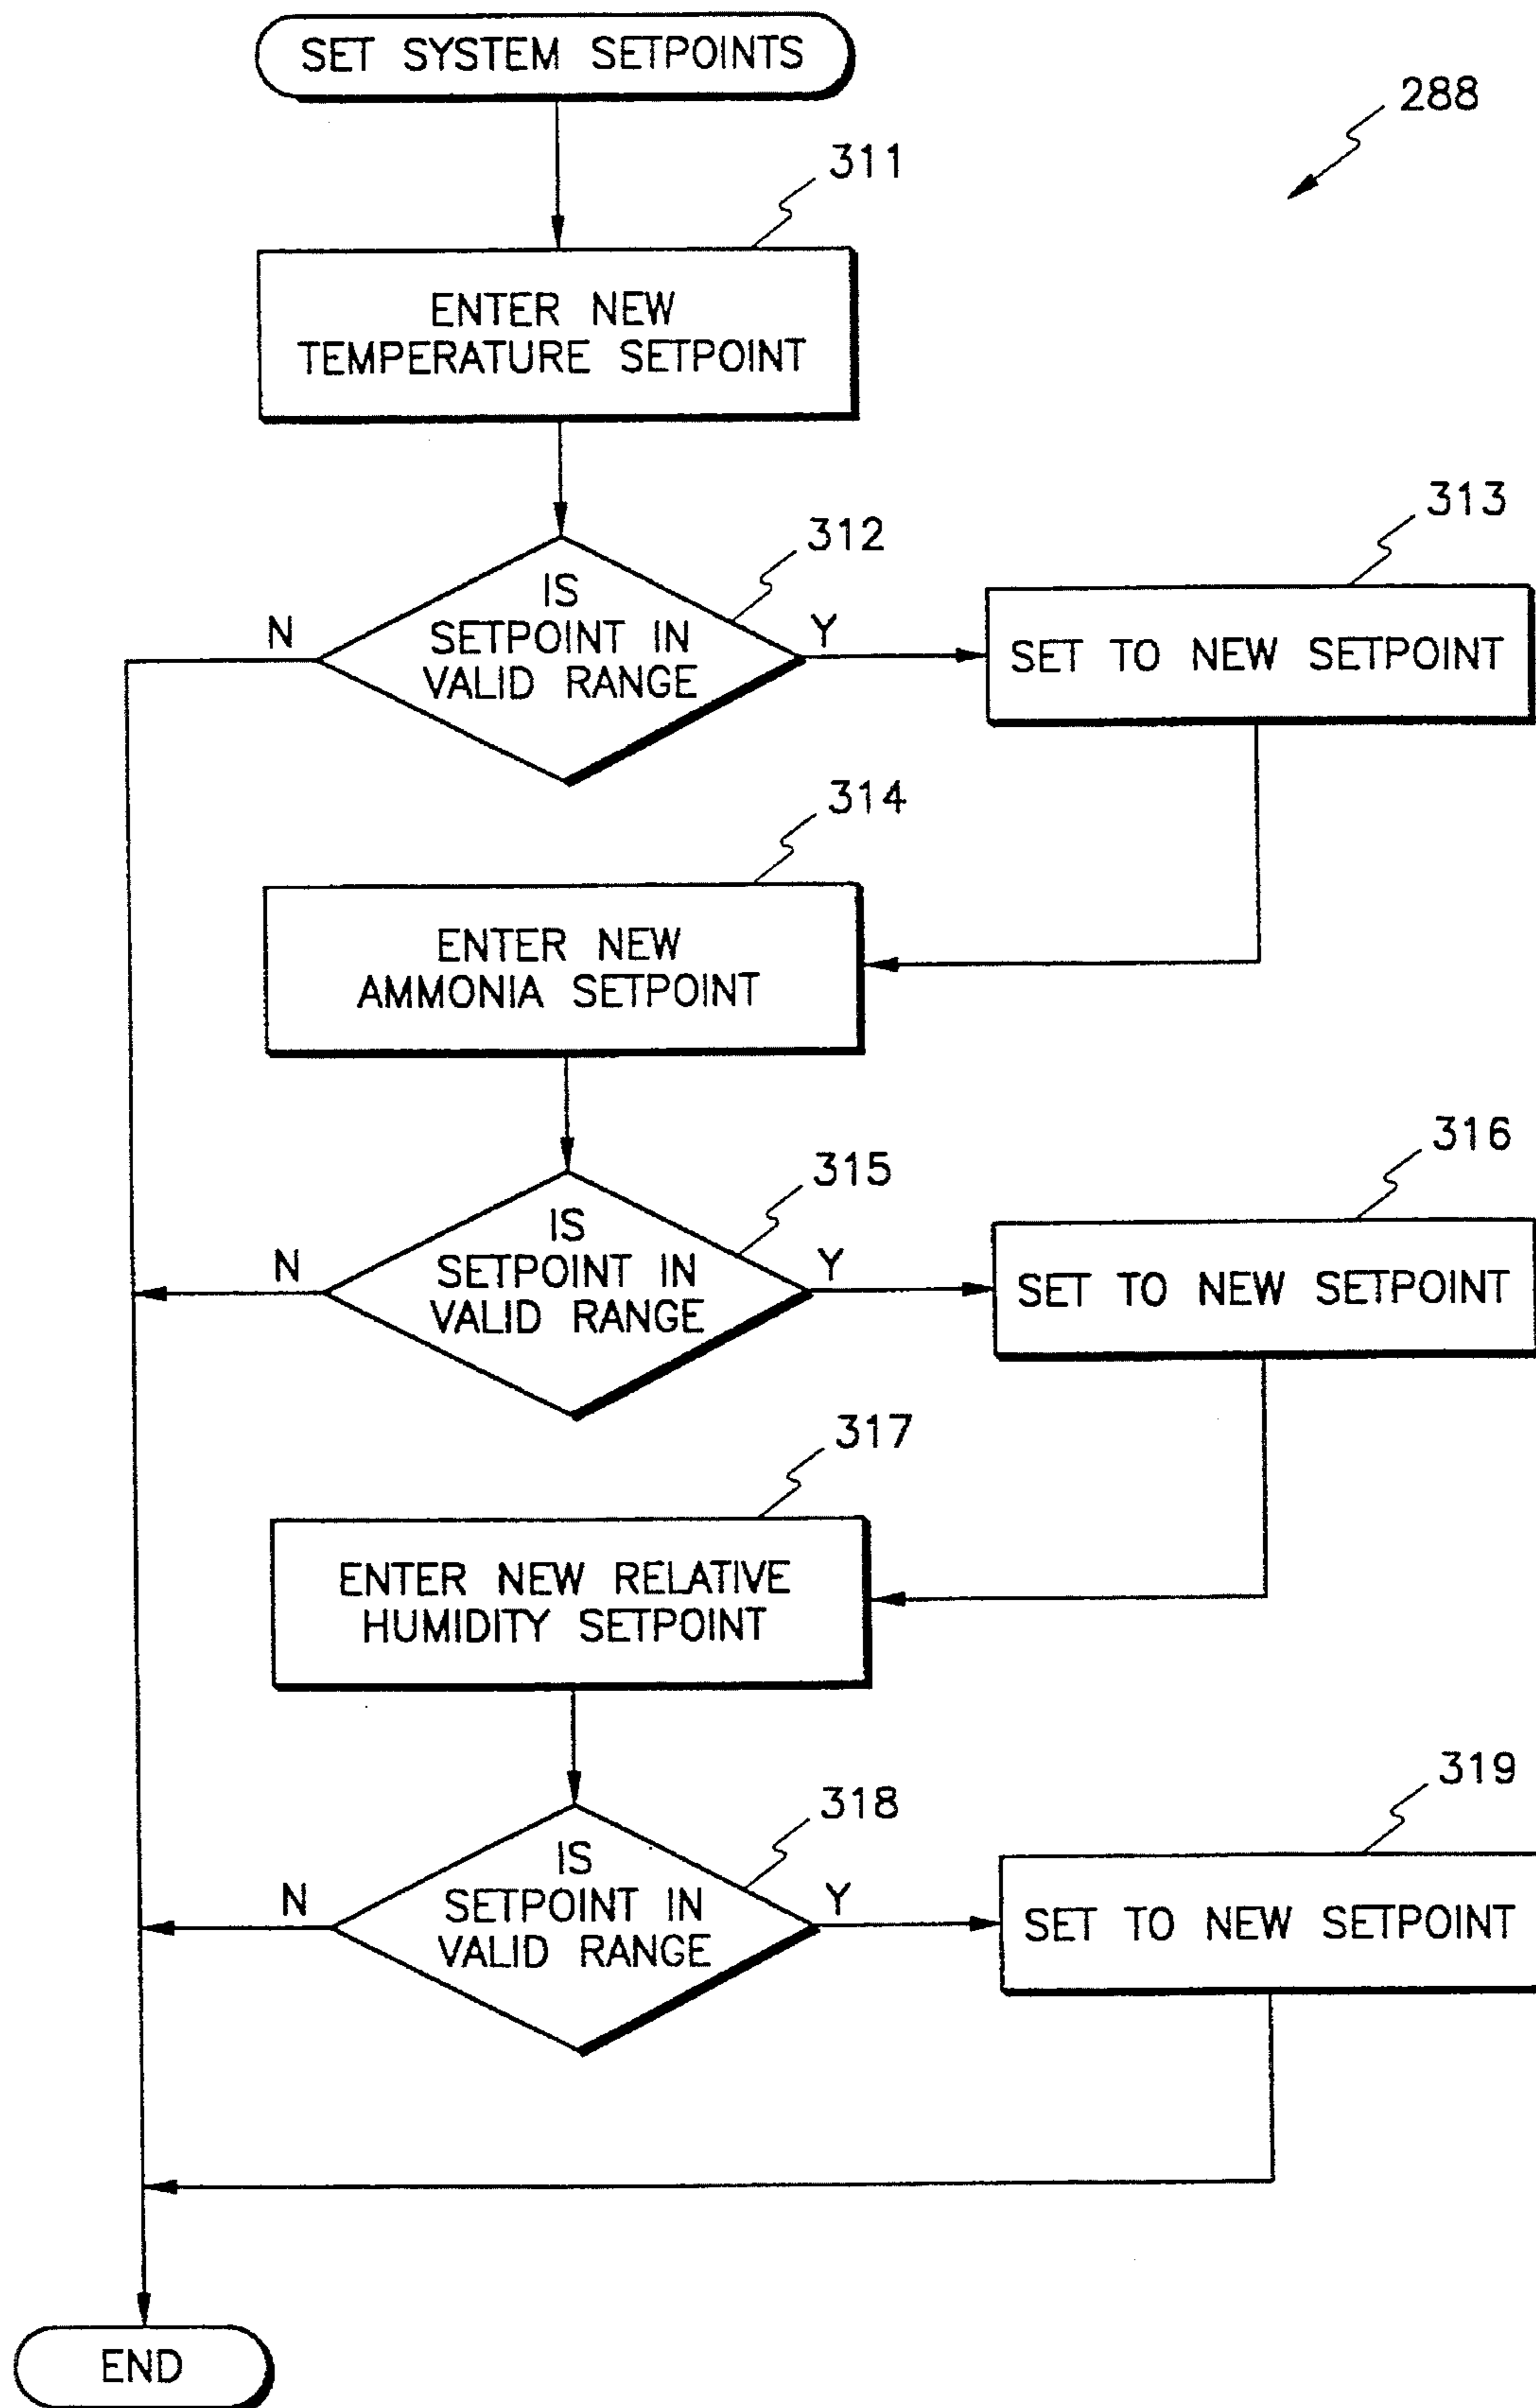 SET SYSTEM SETPOINTS
288
311
ENTER NEW
TEMPERATURE SETPOINT
312
313
IS
SETPOINT IN
VALID RANGE
N
Y
SET TO NEW SETPOINT
314
ENTER NEW
AMMONIA SETPOINT
315
316
IS
SETPOINT IN
VALID RANGE
N
Y
SET TO NEW SETPOINT
317
ENTER NEW RELATIVE
HUMIDITY SETPOINT
318
319
IS
SETPOINT IN
VALID RANGE
N
Y
SET TO NEW SETPOINT
END